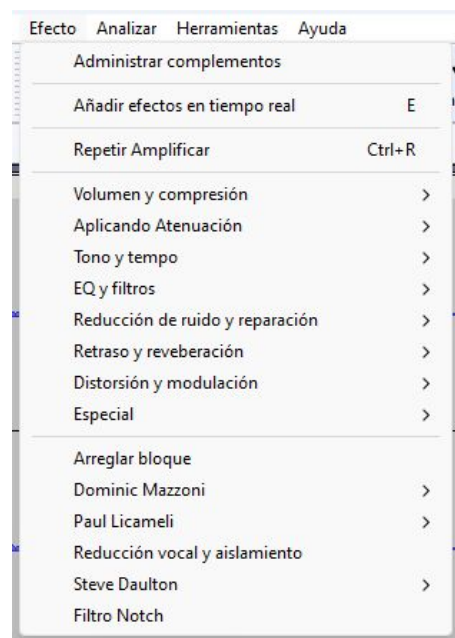 Efecto Analizar Herramientas Ayuda
Administrar complementos
Añadir efectos en tiempo real E
Repetir Amplificar Ctrl+R
Volumen y compresión
Aplicando Atenuación
Tono y tempo
EQ y filtros
Reducción de ruido y reparación
Retraso y reveberación
Distorsión y modulación
Especial
Arreglar bloque
Dominic Mazzoni
Paul Licameli
Reducción vocal y aislamiento
Steve Daulton
Filtro Notch